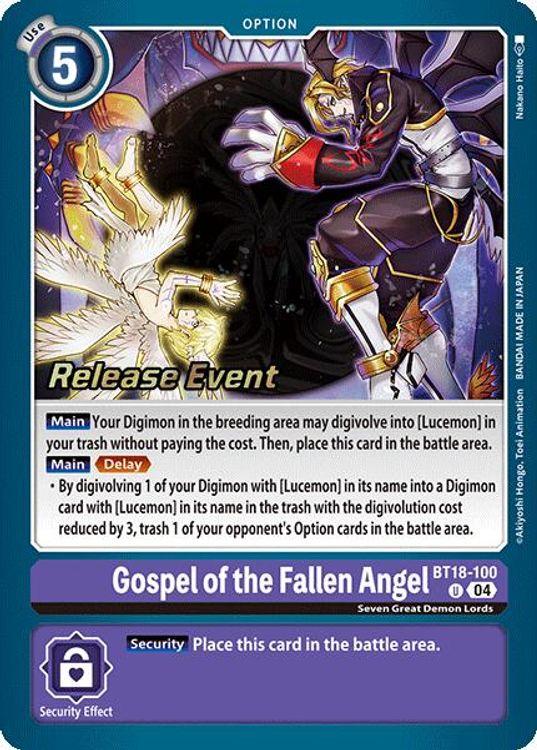 OPTION
Use
5
Nakano Haito
©Akiyoshi Hongo, Toei Animation BANDAI MADE IN JAPAN
Release Event
Main Your Digimon in the breeding area may digivolve into [Lucemon] in
your trash without paying the cost. Then, place this card in the battle area.
Main Delay
• By digivolving 1 of your Digimon with [Lucemon] in its name into a Digimon
card with [Lucemon] in its name in the trash with the digivolution cost
reduced by 3, trash 1 of your opponent's Option cards in the battle area.
Gospel of the Fallen Angel BT18-100
U 04
Seven Great Demon Lords
Security Place this card in the battle area.
Security Effect